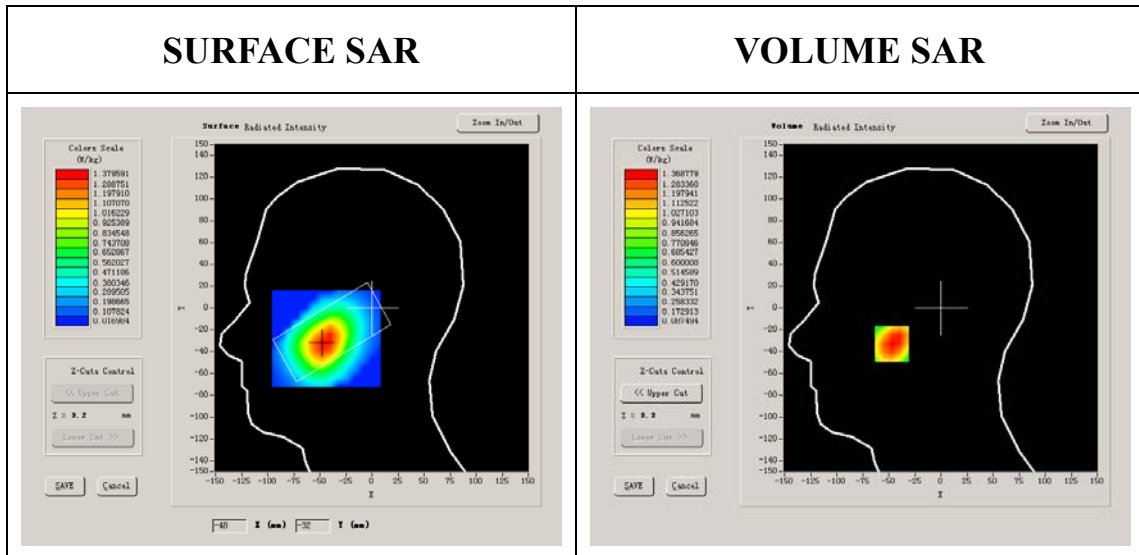 SURFACE SAR
VOLUME SAR
Surface Radiated Intensity
Zoom In/Out
Colors Scale
(W/kg)
1.379591
1.288751
1.197910
1.107070
1.016229
0.925389
0.834548
0.743708
0.652867
0.562027
0.471186
0.380346
0.289505
0.198665
0.107824
0.016984
150
140
120
100
80
60
40
20
0
-20
-40
-60
-80
-100
-120
-140
-150
Y
-150 -125 -100 -75 -50 -25 0 25 50 75 100 125 150
X
Z-Cuts Control
<< Upper Cut
Z = mm
Lower Cut >>
SAVE
Cancel
-48 X (mm) -32 Y (mm)
Volume Radiated Intensity
Zoom In/Out
Colors Scale
(W/kg)
1.368779
1.283360
1.197941
1.112522
1.027103
0.941684
0.856265
0.770846
0.685427
0.600008
0.514589
0.429170
0.343751
0.258332
0.172913
0.087494
150
140
120
100
80
60
40
20
0
-20
-40
-60
-80
-100
-120
-140
-150
Y
-150 -125 -100 -75 -50 -25 0 25 50 75 100 125 150
X
Z-Cuts Control
<< Upper Cut
Z = mm
Lower Cut >>
SAVE
Cancel